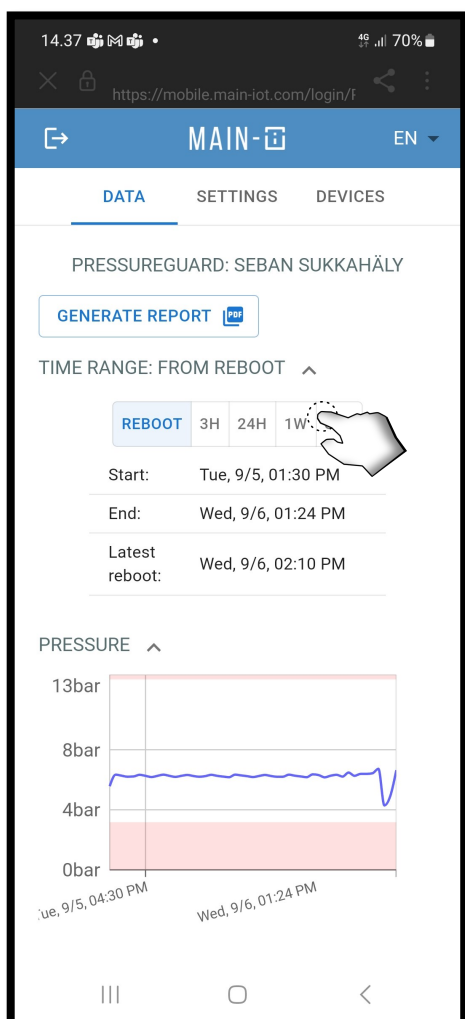 14.37
4G 70%
https://mobile.main-iot.com/login/
MAIN-
EN
DATA SETTINGS DEVICES
PRESSUREGUARD: SEBAN SUKKAHÄLY
GENERATE REPORT PDF
TIME RANGE: FROM REBOOT
REBOOT 3H 24H 1W
Start: Tue, 9/5, 01:30 PM
End: Wed, 9/6, 01:24 PM
Latest
reboot: Wed, 9/6, 02:10 PM
PRESSURE
13bar
8bar
4bar
0bar
ue, 9/5, 04:30 PM
Wed, 9/6, 01:24 PM